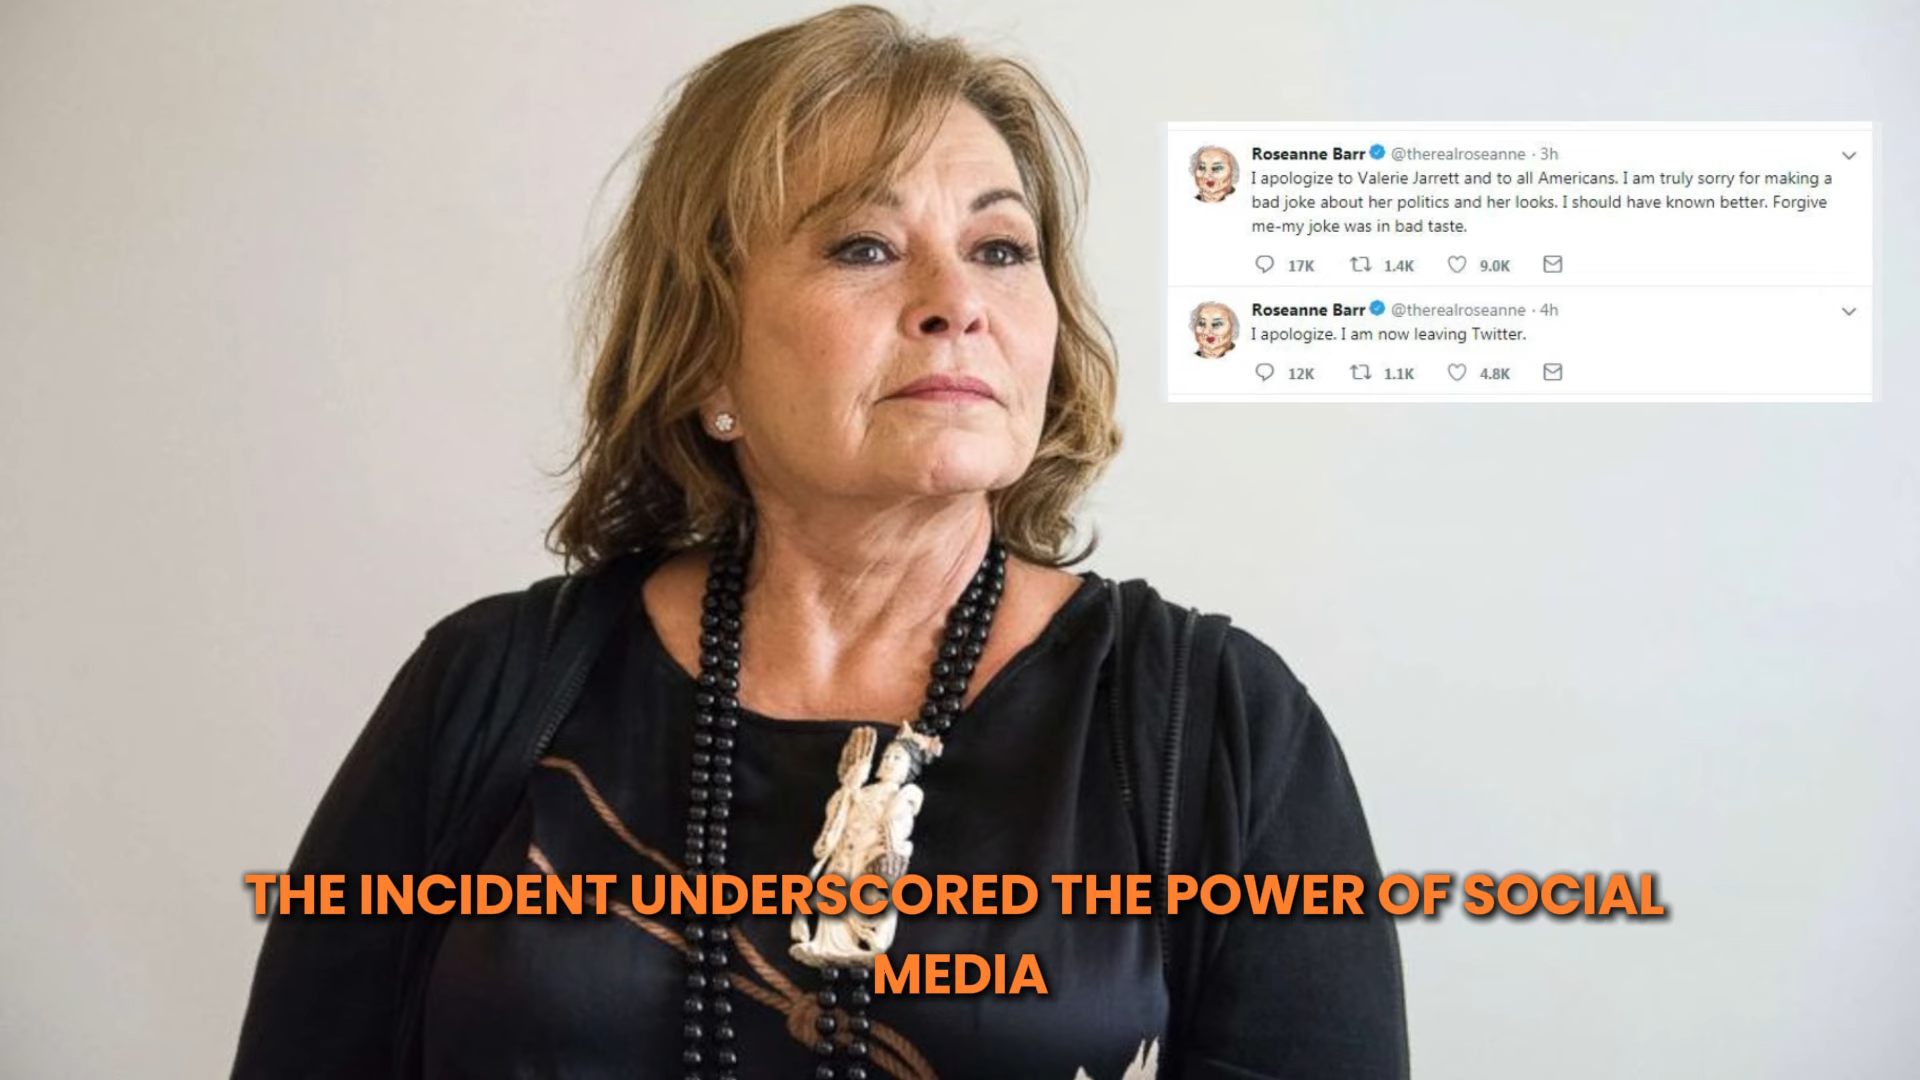 Roseanne Barr @therealroseanne · 3h
I apologize to Valerie Jarrett and to all Americans. I am truly sorry for making a
bad joke about her politics and her looks. I should have known better. Forgive
me-my joke was in bad taste.
17K 1.4K 9.0K
Roseanne Barr @therealroseanne · 4h
I apologize. I am now leaving Twitter.
12K 1.1K 4.8K
THE INCIDENT UNDERSCORED THE POWER OF SOCIAL
MEDIA